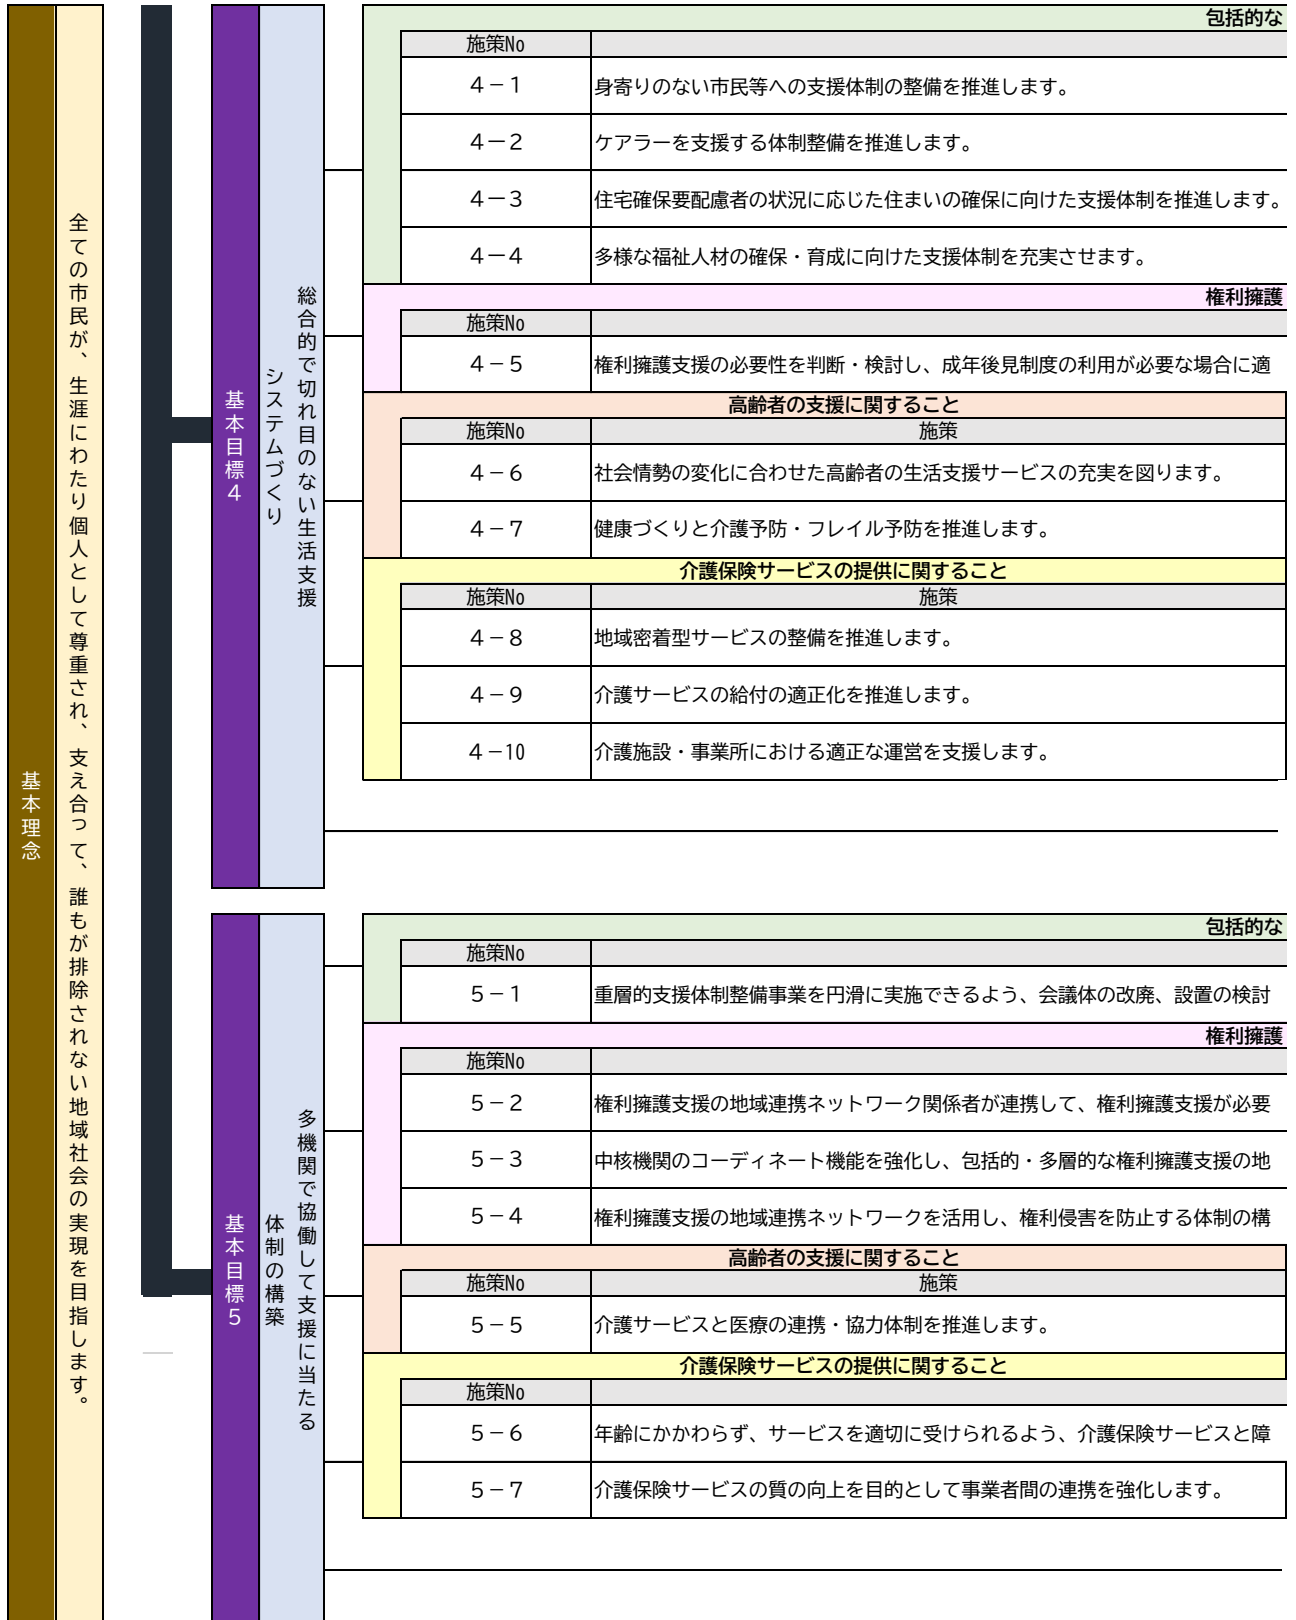 基本理念
全ての市民が、生涯にわたり個人として尊重され、支え合って、誰もが排除されない地域社会の実現を目指します。
基本目標4
総合的で切れ目のない生活支援
システムづくり
包括的な
施策No
4－1
身寄りのない市民等への支援体制の整備を推進します。
4－2
ケアラーを支援する体制整備を推進します。
4－3
住宅確保要配慮者の状況に応じた住まいの確保に向けた支援体制を推進します。
4－4
多様な福祉人材の確保・育成に向けた支援体制を充実させます。
権利擁護
施策No
4－5
権利擁護支援の必要性を判断・検討し、成年後見制度の利用が必要な場合に適
高齢者の支援に関すること
施策No 施策
4－6
社会情勢の変化に合わせた高齢者の生活支援サービスの充実を図ります。
4－7
健康づくりと介護予防・フレイル予防を推進します。
介護保険サービスの提供に関すること
施策No 施策
4－8
地域密着型サービスの整備を推進します。
4－9
介護サービスの給付の適正化を推進します。
4－10
介護施設・事業所における適正な運営を支援します。
基本目標5
多機関で協働して支援に当たる
体制の構築
包括的な
施策No
5－1
重層的支援体制整備事業を円滑に実施できるよう、会議体の改廃、設置の検討
権利擁護
施策No
5－2
権利擁護支援の地域連携ネットワーク関係者が連携して、権利擁護支援が必要
5－3
中核機関のコーディネート機能を強化し、包括的・多層的な権利擁護支援の地
5－4
権利擁護支援の地域連携ネットワークを活用し、権利侵害を防止する体制の構
高齢者の支援に関すること
施策No 施策
5－5
介護サービスと医療の連携・協力体制を推進します。
介護保険サービスの提供に関すること
施策No
5－6
年齢にかかわらず、サービスを適切に受けられるよう、介護保険サービスと障
5－7
介護保険サービスの質の向上を目的として事業者間の連携を強化します。